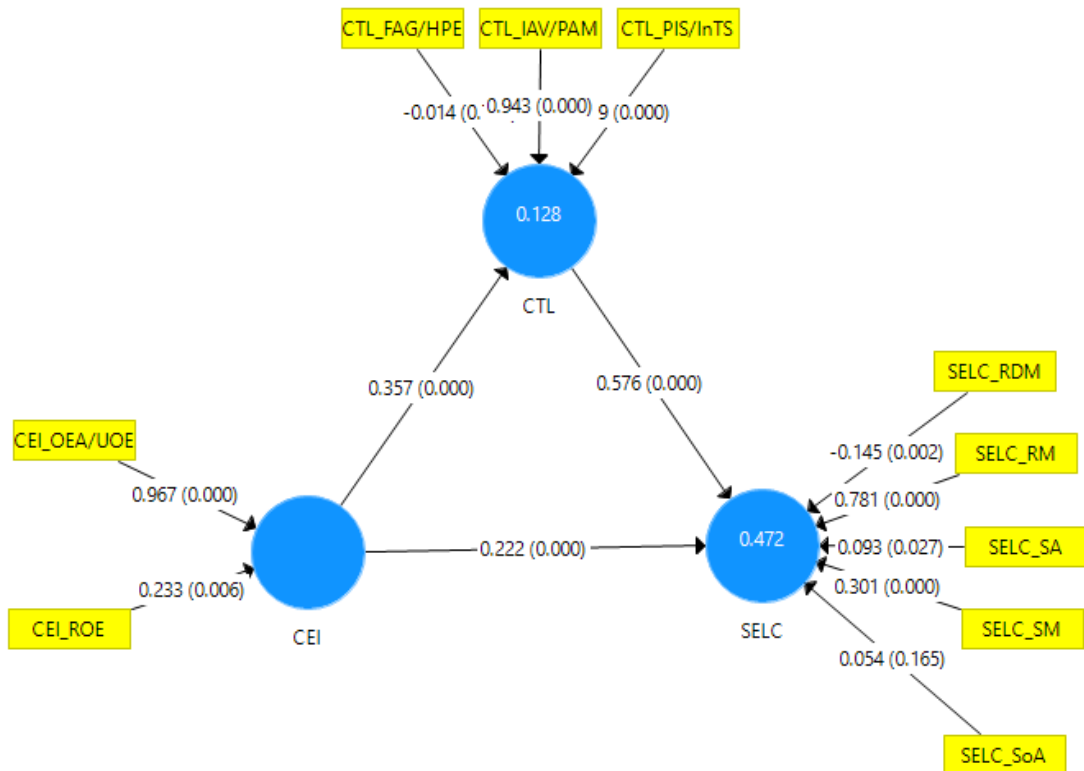 CTL_FAG/HPE
CTL_IAV/PAM
CTL_PIS/InTS
-0.014 (0.
0.943 (0.000)
9 (0.000)
0.128
CTL
0.357 (0.000)
0.576 (0.000)
SELC_RDM
CEI_OEA/UOE
-0.145 (0.002)
SELC_RM
0.967 (0.000)
0.781 (0.000)
0.222 (0.000)
0.472
0.093 (0.027)
SELC_SA
0.233 (0.006)
0.301 (0.000)
CEI_ROE
CEI
SELC
SELC_SM
0.054 (0.165)
SELC_SoA